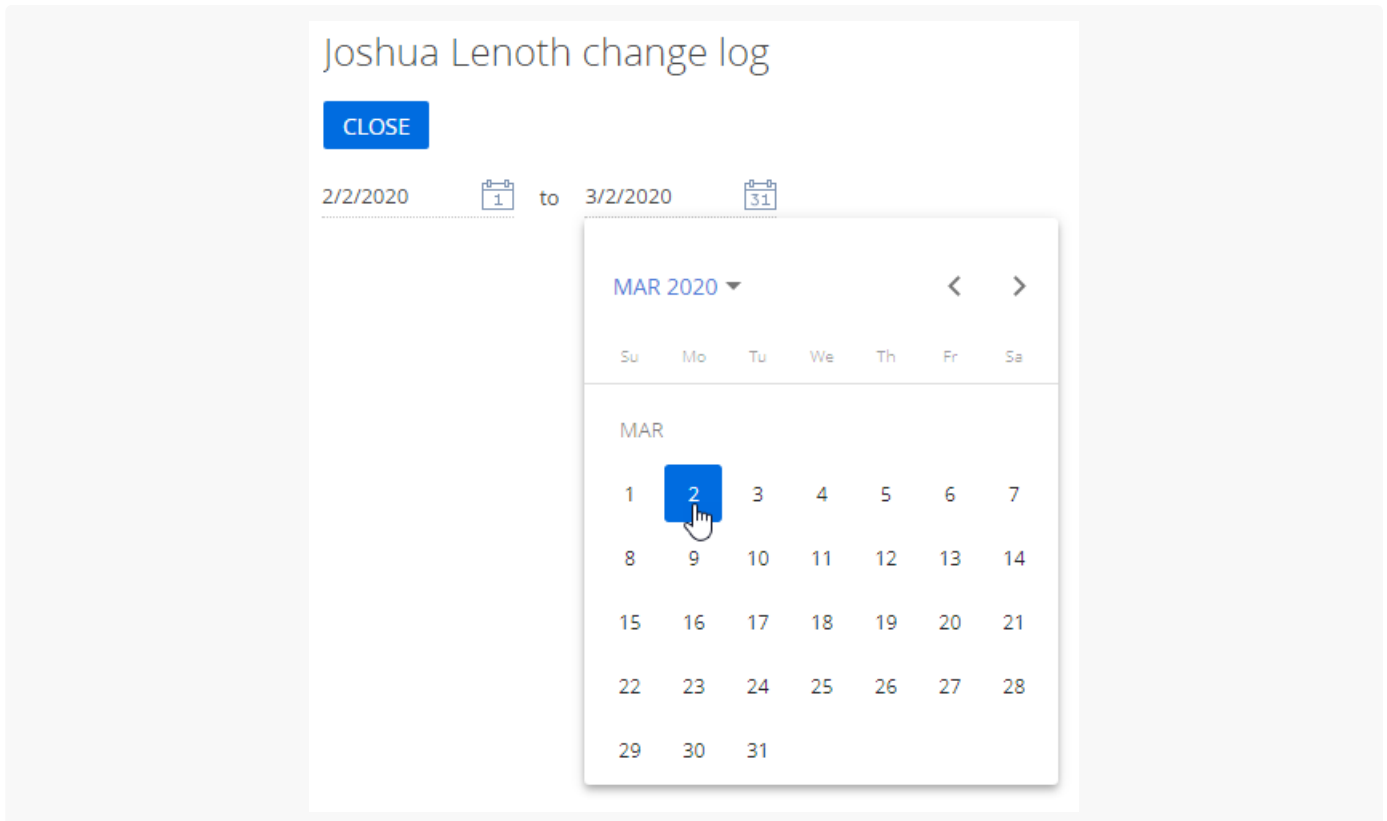 Joshua Lenoth change log
CLOSE
2/2/2020 1 to 3/2/2020 31
MAR 2020
Su Mo Tu We Th Fr Sa
MAR
1 2 3 4 5 6 7
8 9 10 11 12 13 14
15 16 17 18 19 20 21
22 23 24 25 26 27 28
29 30 31